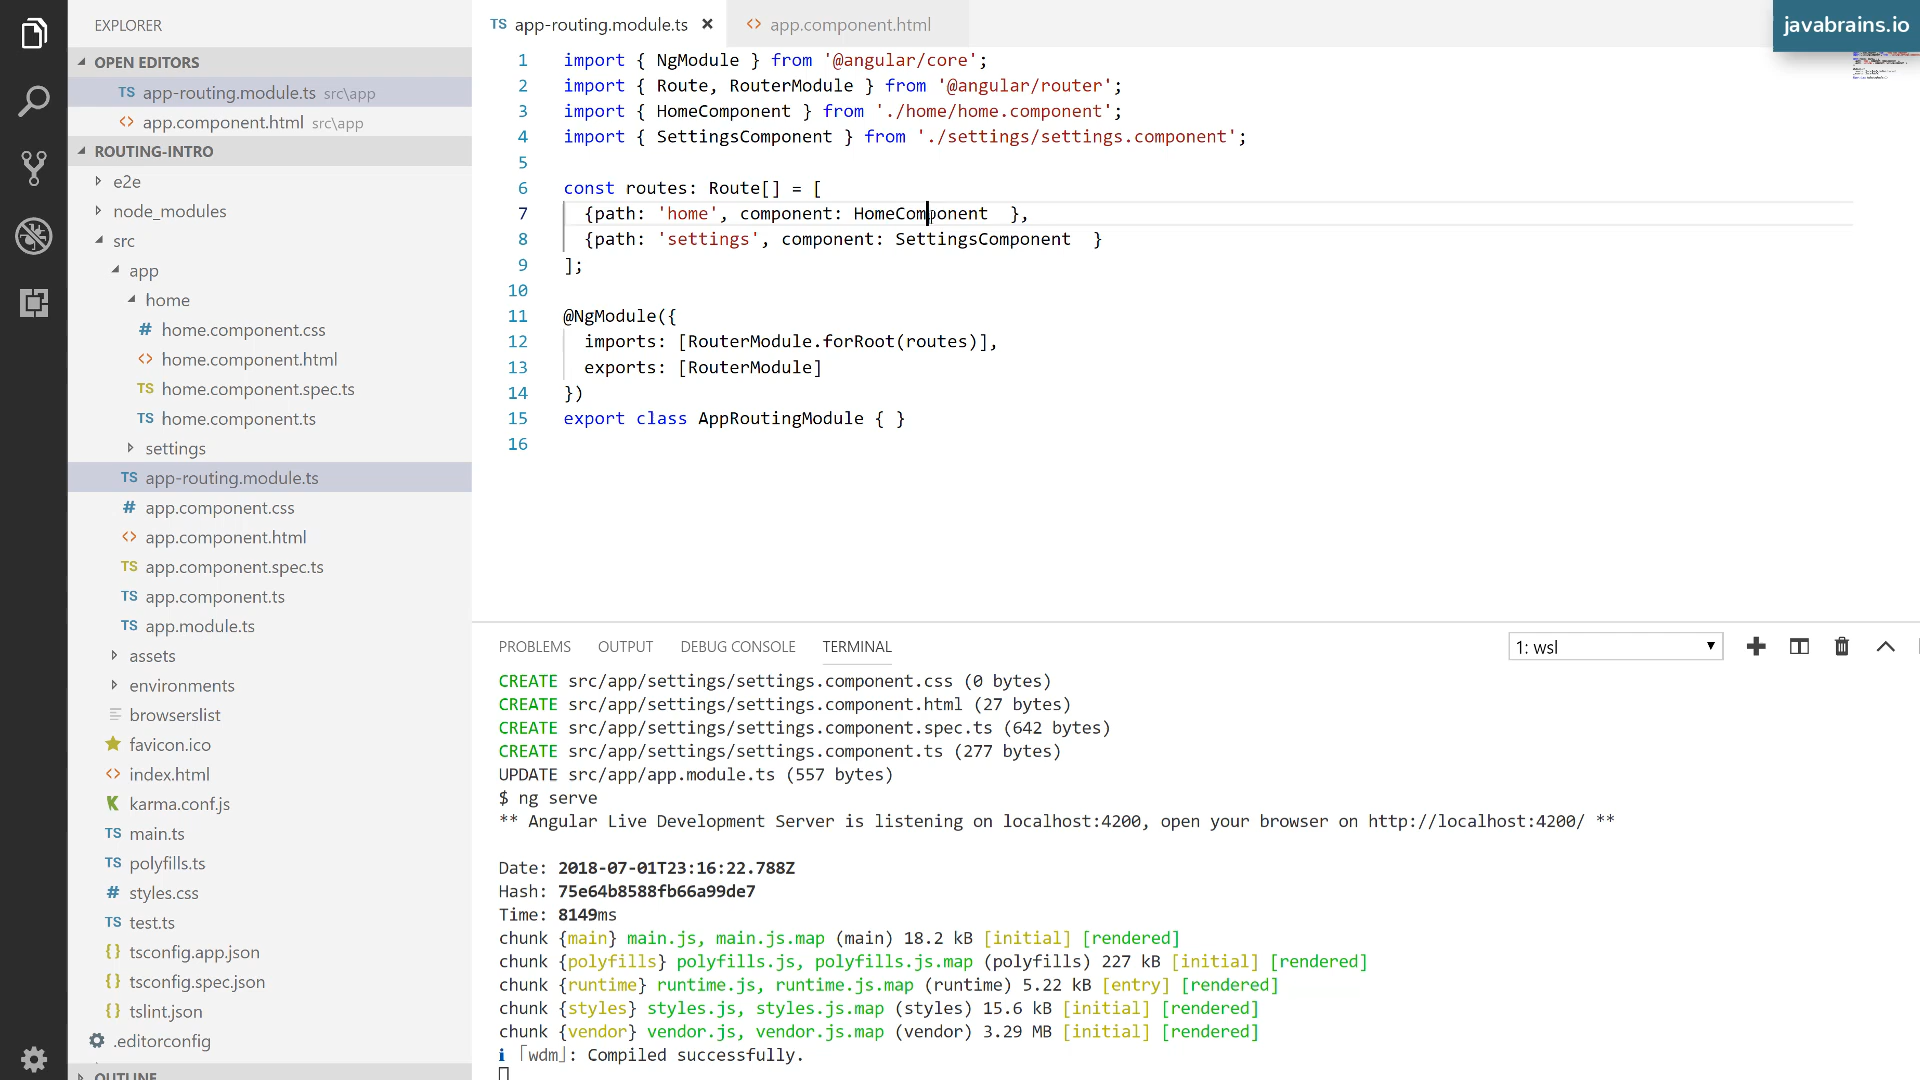 EXPLORER
OPEN EDITORS
TS app-routing.module.ts src\app
<> app.component.html src\app
ROUTING-INTRO
e2e
node_modules
src
app
home
# home.component.css
<> home.component.html
TS home.component.spec.ts
TS home.component.ts
settings
TS app-routing.module.ts
# app.component.css
<> app.component.html
TS app.component.spec.ts
TS app.component.ts
TS app.module.ts
assets
environments
browserslist
favicon.ico
<> index.html
K karma.conf.js
TS main.ts
TS polyfills.ts
# styles.css
TS test.ts
{} tsconfig.app.json
{} tsconfig.spec.json
{} tslint.json
.editorconfig
OUTLINE
TS app-routing.module.ts ×
<> app.component.html
javabrains.io
1 import { NgModule } from '@angular/core';
2 import { Route, RouterModule } from '@angular/router';
3 import { HomeComponent } from './home/home.component';
4 import { SettingsComponent } from './settings/settings.component';
5
6 const routes: Route[] = [
7 {path: 'home', component: HomeComponent  },
8 {path: 'settings', component: SettingsComponent  }
9 ];
10
11 @NgModule({
12 imports: [RouterModule.forRoot(routes)],
13 exports: [RouterModule]
14 })
15 export class AppRoutingModule { }
16
PROBLEMS OUTPUT DEBUG CONSOLE TERMINAL
1: wsl
CREATE src/app/settings/settings.component.css (0 bytes)
CREATE src/app/settings/settings.component.html (27 bytes)
CREATE src/app/settings/settings.component.spec.ts (642 bytes)
CREATE src/app/settings/settings.component.ts (277 bytes)
UPDATE src/app/app.module.ts (557 bytes)
$ ng serve
** Angular Live Development Server is listening on localhost:4200, open your browser on http://localhost:4200/ **
Date: 2018-07-01T23:16:22.788Z
Hash: 75e64b8588fb66a99de7
Time: 8149ms
chunk {main} main.js, main.js.map (main) 18.2 kB [initial] [rendered]
chunk {polyfills} polyfills.js, polyfills.js.map (polyfills) 227 kB [initial] [rendered]
chunk {runtime} runtime.js, runtime.js.map (runtime) 5.22 kB [entry] [rendered]
chunk {styles} styles.js, styles.js.map (styles) 15.6 kB [initial] [rendered]
chunk {vendor} vendor.js, vendor.js.map (vendor) 3.29 MB [initial] [rendered]
ℹ ｢wdm｣: Compiled successfully.